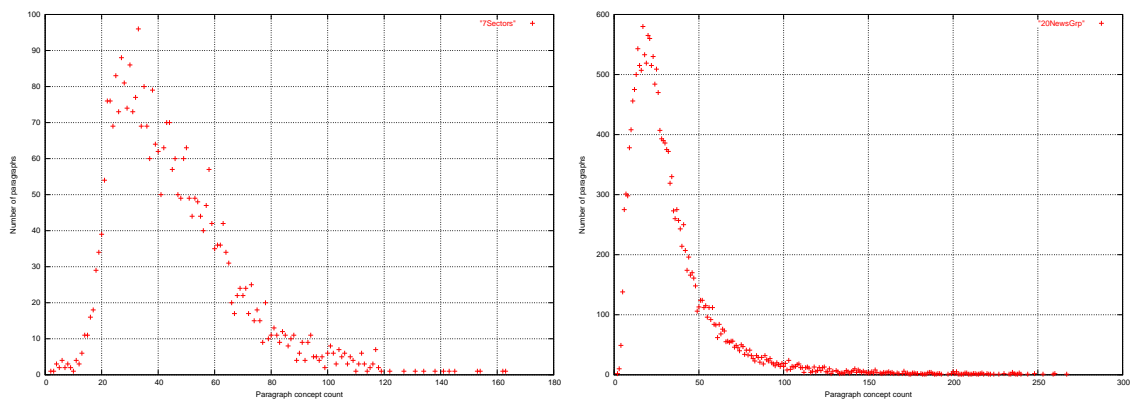 100
90
80
70
60
50
40
30
20
10
0
0 20 40 60 80 100 120 140 160 180
Number of paragraphs
Paragraph concept count
"7Sectors"
600
500
400
300
200
100
0
0 50 100 150 200 250 300
Number of paragraphs
Paragraph concept count
"20NewsGrp"